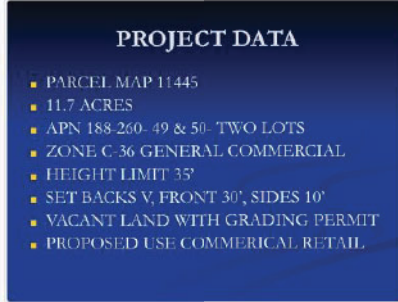 PROJECT DATA
PARCEL MAP 11445
11.7 ACRES
APN 188-260- 49 & 50- TWO LOTS
ZONE C-36 GENERAL COMMERCIAL
HEIGHT LIMIT 35'
SET BACKS V, FRONT 30', SIDES 10'
VACANT LAND WITH GRADING PERMIT
PROPOSED USE COMMERICAL RETAIL